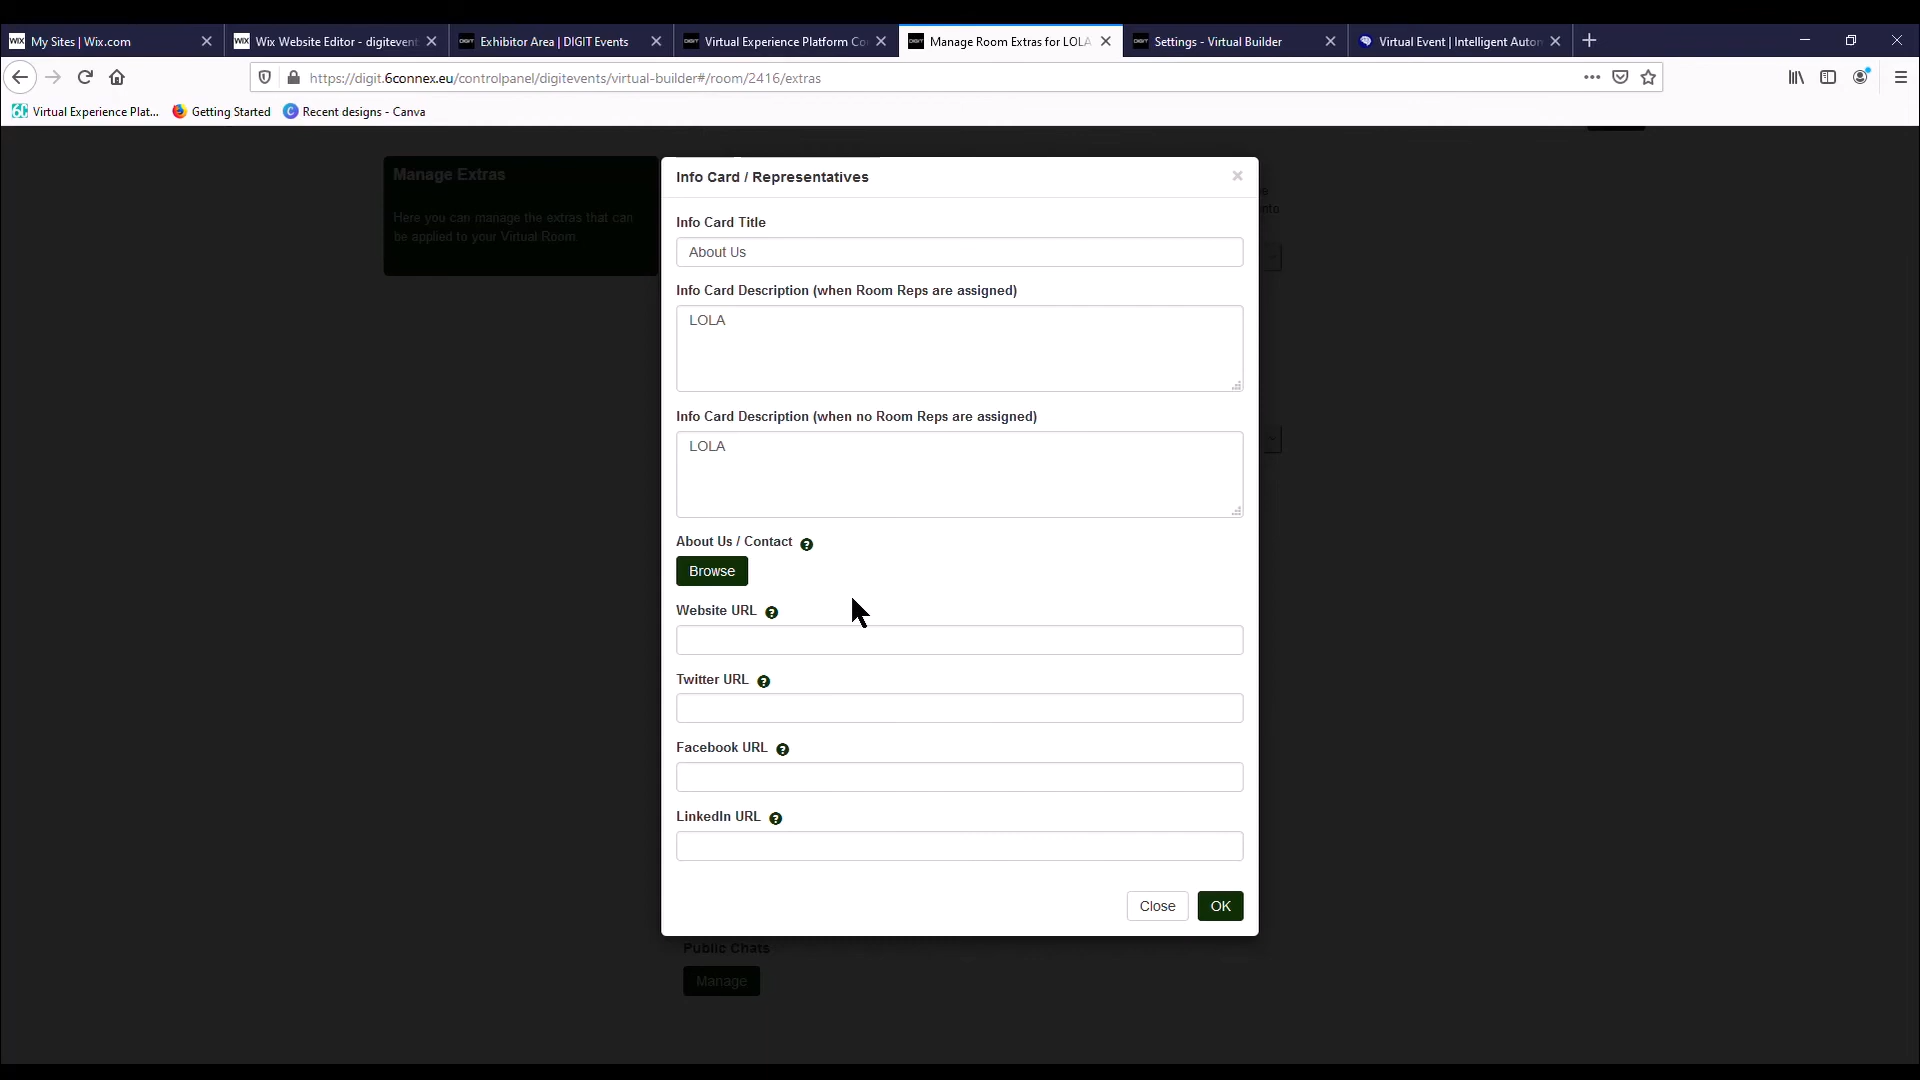 My Sites | Wix.com
Wix Website Editor - digitevent
Exhibitor Area | DIGIT Events
Virtual Experience Platform Co
Manage Room Extras for LOLA
Settings - Virtual Builder
Virtual Event | Intelligent Auton
https://digit.6connex.eu/controlpanel/digitevents/virtual-builder#/room/2416/extras
Virtual Experience Plat...
Getting Started
Recent designs - Canva
Manage Extras
Here you can manage the extras that can
be applied to your Virtual Room.
Info Card / Representatives
Info Card Title
About Us
Info Card Description (when Room Reps are assigned)
LOLA
Info Card Description (when no Room Reps are assigned)
LOLA
About Us / Contact
Browse
Website URL
Twitter URL
Facebook URL
LinkedIn URL
Close
OK
Public Chats
Manage